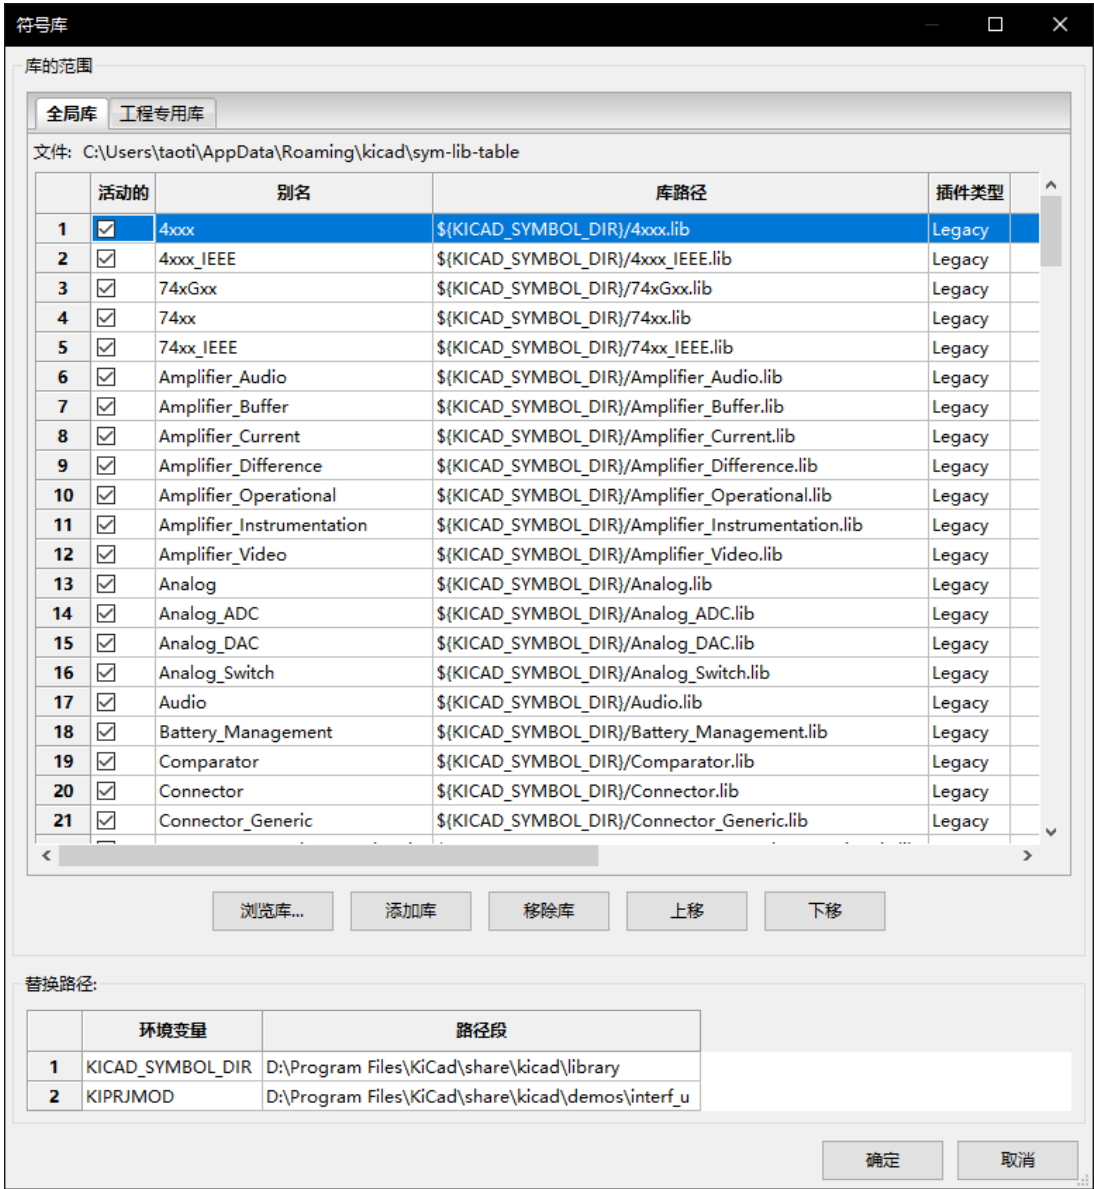 符号库
库的范围
全局库 工程专用库
文件: C:\Users\taoti\AppData\Roaming\kicad\sym-lib-table
活动的 别名 库路径 插件类型
1 4xxx ${KICAD_SYMBOL_DIR}/4xxx.lib Legacy
2 4xxx_IEEE ${KICAD_SYMBOL_DIR}/4xxx_IEEE.lib Legacy
3 74xGxx ${KICAD_SYMBOL_DIR}/74xGxx.lib Legacy
4 74xx ${KICAD_SYMBOL_DIR}/74xx.lib Legacy
5 74xx_IEEE ${KICAD_SYMBOL_DIR}/74xx_IEEE.lib Legacy
6 Amplifier_Audio ${KICAD_SYMBOL_DIR}/Amplifier_Audio.lib Legacy
7 Amplifier_Buffer ${KICAD_SYMBOL_DIR}/Amplifier_Buffer.lib Legacy
8 Amplifier_Current ${KICAD_SYMBOL_DIR}/Amplifier_Current.lib Legacy
9 Amplifier_Difference ${KICAD_SYMBOL_DIR}/Amplifier_Difference.lib Legacy
10 Amplifier_Operational ${KICAD_SYMBOL_DIR}/Amplifier_Operational.lib Legacy
11 Amplifier_Instrumentation ${KICAD_SYMBOL_DIR}/Amplifier_Instrumentation.lib Legacy
12 Amplifier_Video ${KICAD_SYMBOL_DIR}/Amplifier_Video.lib Legacy
13 Analog ${KICAD_SYMBOL_DIR}/Analog.lib Legacy
14 Analog_ADC ${KICAD_SYMBOL_DIR}/Analog_ADC.lib Legacy
15 Analog_DAC ${KICAD_SYMBOL_DIR}/Analog_DAC.lib Legacy
16 Analog_Switch ${KICAD_SYMBOL_DIR}/Analog_Switch.lib Legacy
17 Audio ${KICAD_SYMBOL_DIR}/Audio.lib Legacy
18 Battery_Management ${KICAD_SYMBOL_DIR}/Battery_Management.lib Legacy
19 Comparator ${KICAD_SYMBOL_DIR}/Comparator.lib Legacy
20 Connector ${KICAD_SYMBOL_DIR}/Connector.lib Legacy
21 Connector_Generic ${KICAD_SYMBOL_DIR}/Connector_Generic.lib Legacy
浏览库... 添加库 移除库 上移 下移
替换路径:
环境变量 路径段
1 KICAD_SYMBOL_DIR D:\Program Files\KiCad\share\kicad\library
2 KIPRJMOD D:\Program Files\KiCad\share\kicad\demos\interf_u
确定 取消